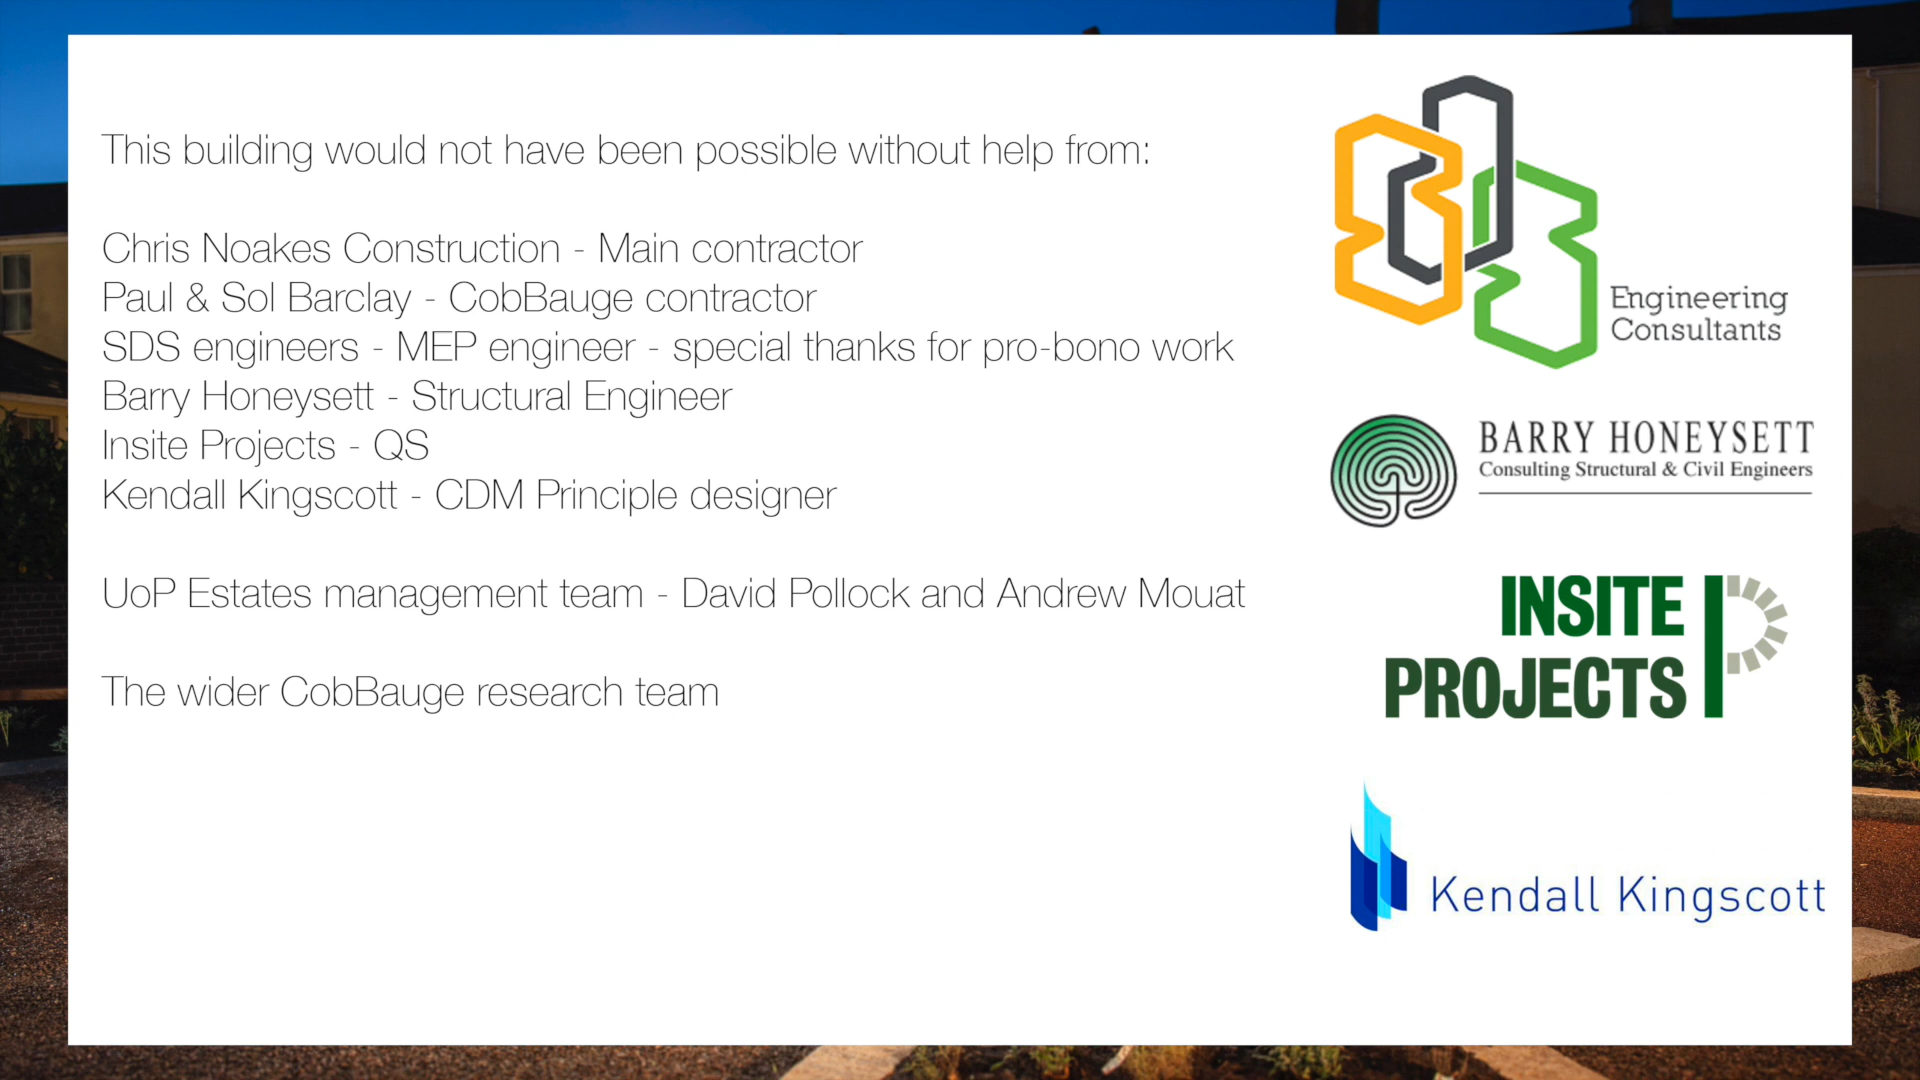 This building would not have been possible without help from:
Chris Noakes Construction - Main contractor
Paul & Sol Barclay - CobBauge contractor
SDS engineers - MEP engineer - special thanks for pro-bono work
Barry Honeysett - Structural Engineer
Insite Projects - QS
Kendall Kingscott - CDM Principle designer
UoP Estates management team - David Pollock and Andrew Mouat
The wider CobBauge research team
Engineering
Consultants
BARRY HONEYSETT
Consulting Structural & Civil Engineers
INSITE
PROJECTS
Kendall Kingscott